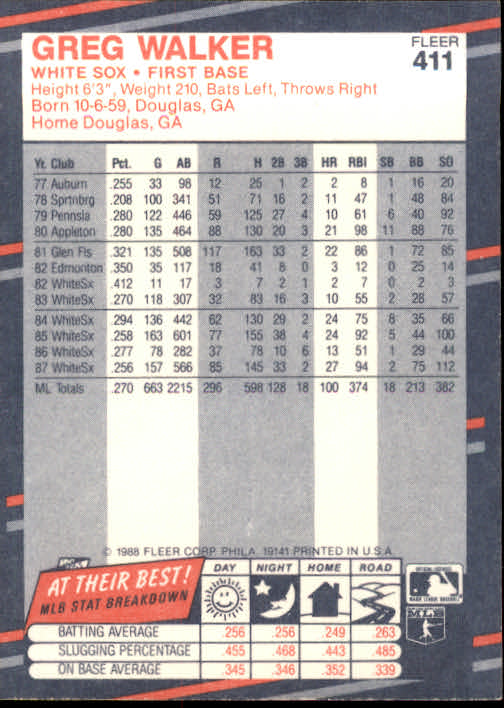 GREG WALKER
FLEER
411
WHITE SOX • FIRST BASE
Height 6'3", Weight 210, Bats Left, Throws Right
Born 10-6-59, Douglas, GA
Home Douglas, GA
Yr. Club Pct. G AB R H 2B 3B HR RBI SB BB SO
77 Auburn .255 33 98 12 25 1 2 2 8 1 16 20
78 Sprtnbrg .208 100 341 51 71 16 2 11 47 1 48 84
79 Pennsla .280 122 446 59 125 27 4 10 61 6 40 92
80 Appleton .280 135 464 88 130 20 3 21 98 11 88 76
81 Glen Fls .321 135 508 117 163 33 2 22 86 1 72 85
82 Edmonton .350 35 117 18 41 8 0 3 12 0 25 14
82 WhiteSx .412 11 17 3 7 2 1 2 7 0 2 3
83 WhiteSx .270 118 307 32 83 16 3 10 55 2 28 57
84 WhiteSx .294 136 442 62 130 29 2 24 75 8 35 66
85 WhiteSx .258 163 601 77 155 38 4 24 92 5 44 100
86 WhiteSx .277 78 282 37 78 10 6 13 51 1 29 44
87 WhiteSx .256 157 566 85 145 33 2 27 94 2 75 112
ML Totals .270 663 2215 296 598 128 18 100 374 18 213 382
© 1988 FLEER CORP. PHILA. 19141 PRINTED IN U.S.A.
AT THEIR BEST!
MLB STAT BREAKDOWN
DAY NIGHT HOME ROAD
BATTING AVERAGE .256 .256 .249 .263
SLUGGING PERCENTAGE .455 .468 .443 .485
ON BASE AVERAGE .345 .346 .352 .339
OFFICIAL LICENSEE
MAJOR LEAGUE BASEBALL